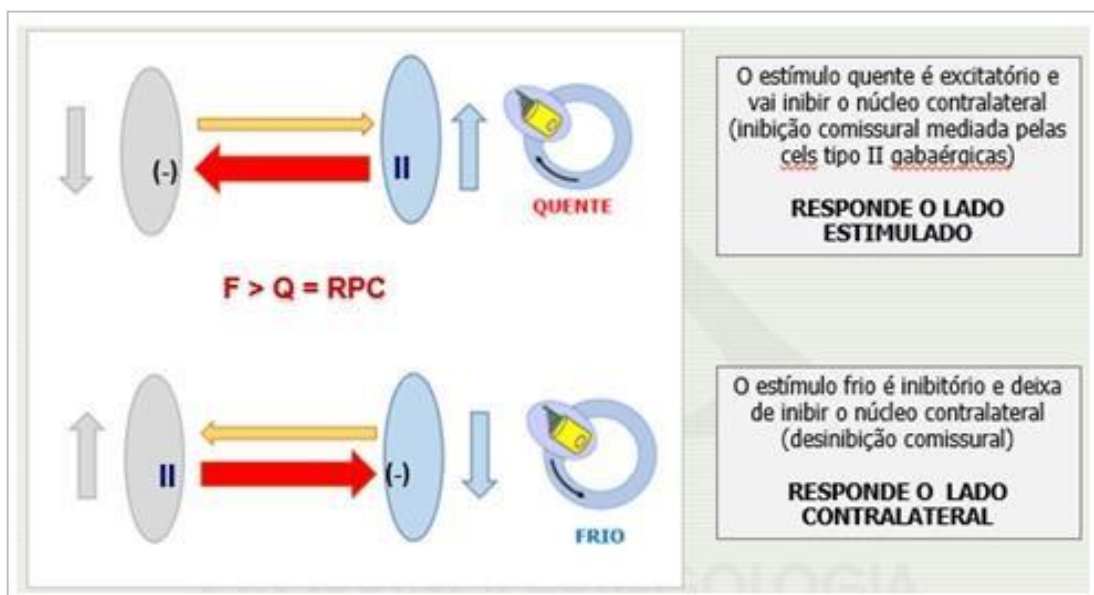 (-)
II
QUENTE
O estímulo quente é excitatório e
vai inibir o núcleo contralateral
(inibição comissural mediada pelas
cels tipo II gabaérgicas)
RESPONDE O LADO
ESTIMULADO
F > Q = RPC
II
(-)
FRIO
O estímulo frio é inibitório e deixa
de inibir o núcleo contralateral
(desinibição comissural)
RESPONDE O LADO
CONTRALATERAL